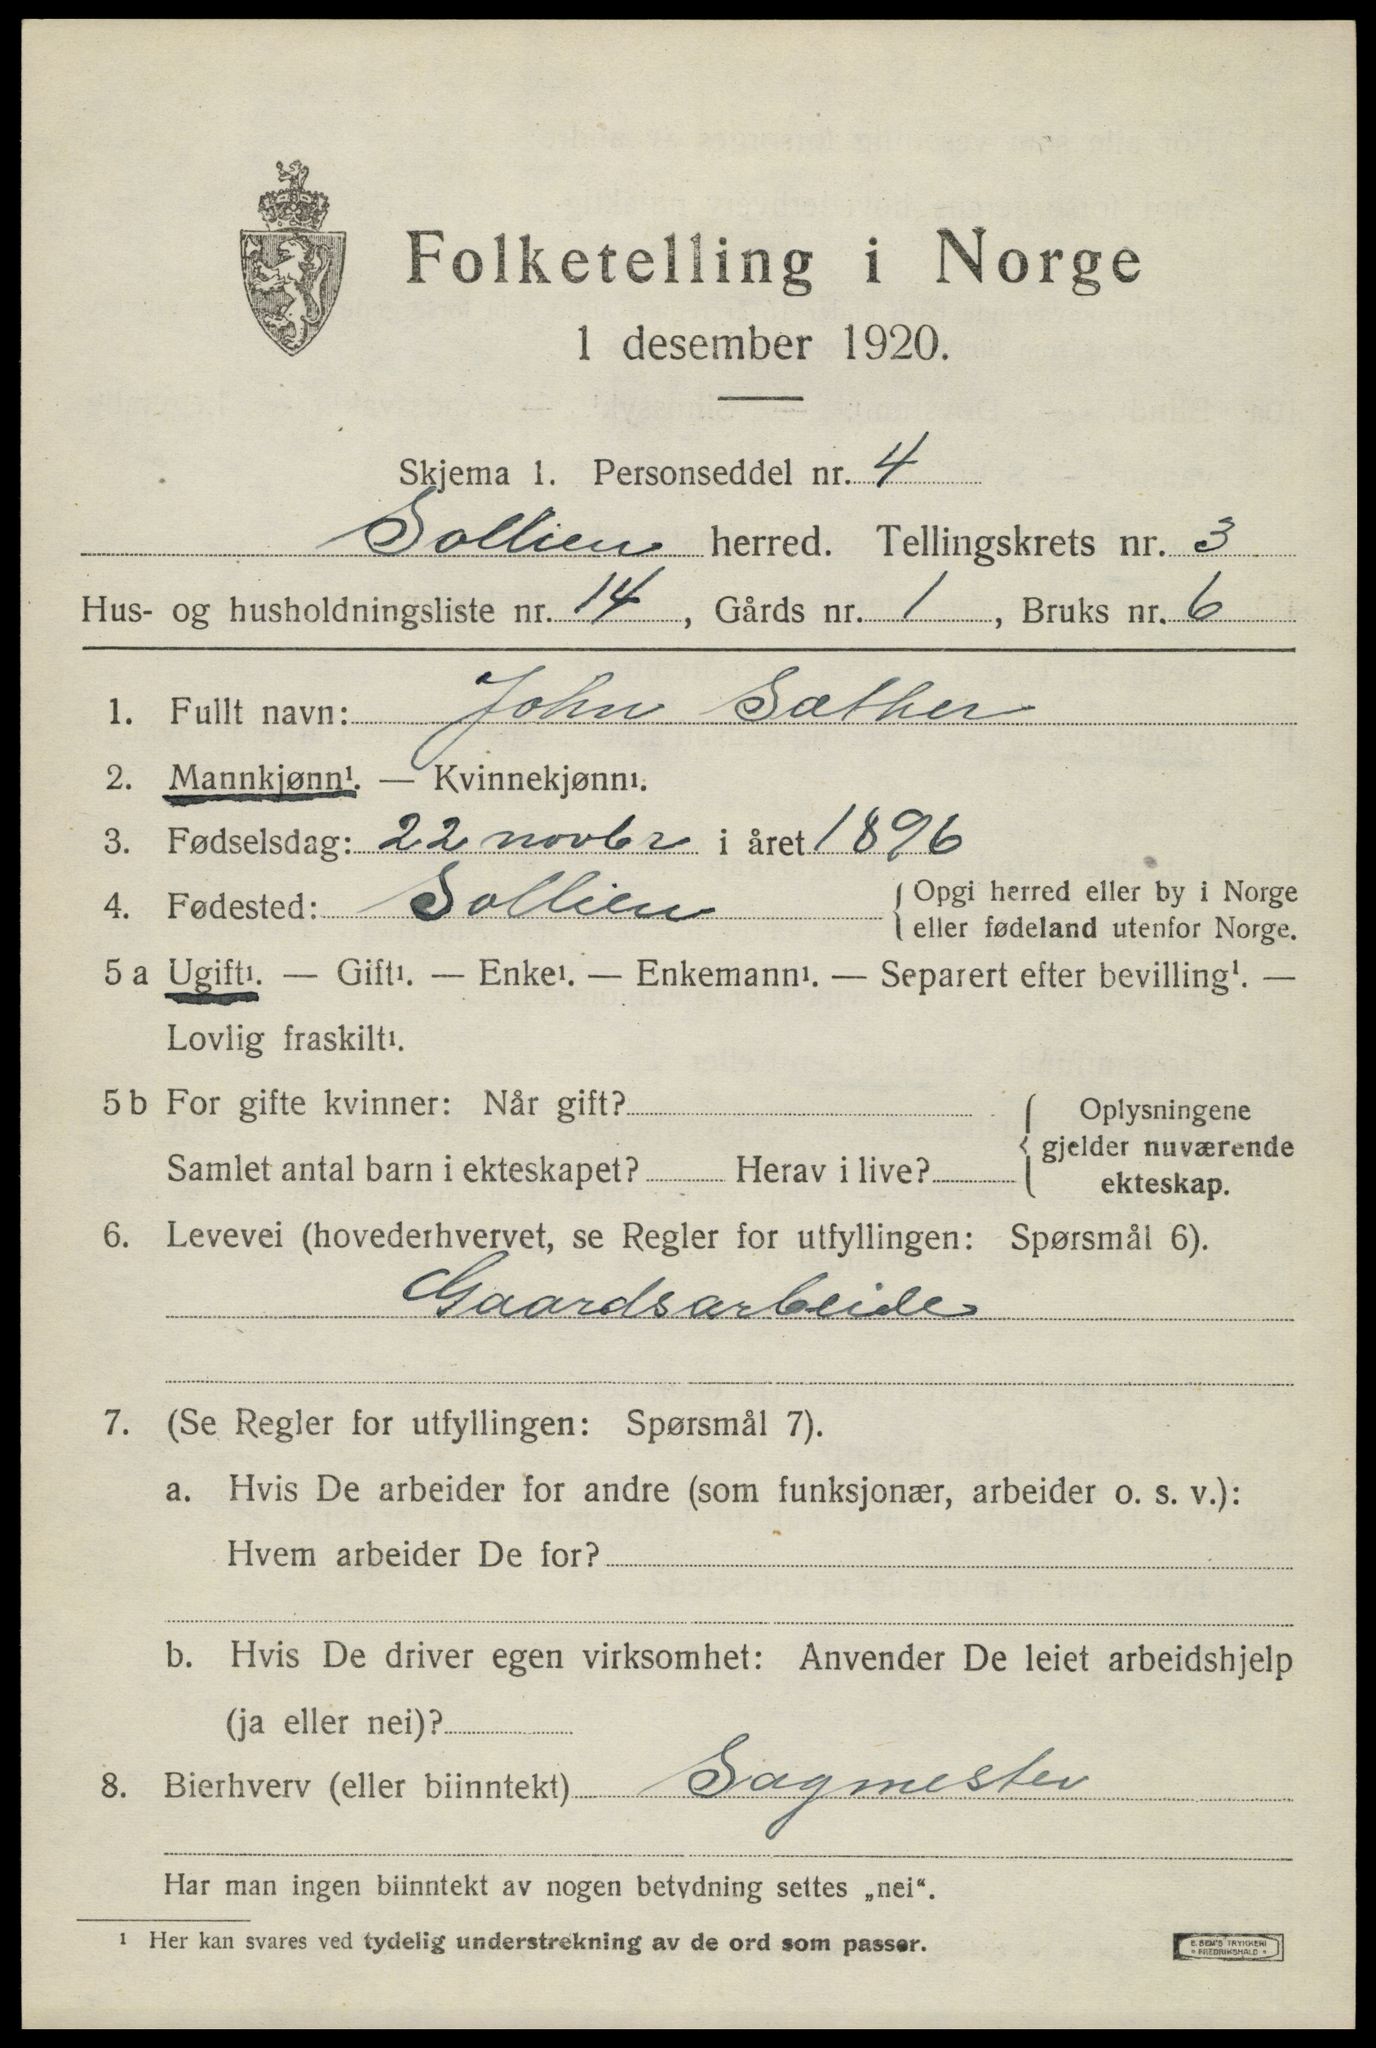 Folketelling i Norge
1 desember 1920.
Skjema 1. Personseddel nr. 4
Sollien herred. Tellingskrets nr. 3
Hus- og husholdningsliste nr. 14, Gårds nr. 1, Bruks nr. 6
1. Fullt navn: John Sæther
2. Mannkjønn¹. — Kvinnekjønn¹.
3. Fødselsdag: 22 novbr i året 1896
4. Fødested: Sollien { Opgi herred eller by i Norge
eller fødeland utenfor Norge.
5 a Ugift¹. — Gift¹. — Enke¹. — Enkemann¹. — Separert efter bevilling¹. —
Lovlig fraskilt¹.
5 b For gifte kvinner: Når gift?
Samlet antal barn i ekteskapet? Herav i live?
{ Oplysningene
gjelder nuværende
ekteskap.
6. Levevei (hovederhvervet, se Regler for utfyllingen: Spørsmål 6).
Gaardsarbeide
7. (Se Regler for utfyllingen: Spørsmål 7).
a. Hvis De arbeider for andre (som funksjonær, arbeider o. s. v.):
Hvem arbeider De for?
b. Hvis De driver egen virksomhet: Anvender De leiet arbeidshjelp
(ja eller nei)?
8. Bierhverv (eller biinntekt) Sagmester
Har man ingen biinntekt av nogen betydning settes „nei“.
¹ Her kan svares ved tydelig understrekning av de ord som passer.
E. SEM'S TRYKKERI
• FREDRIKSHALD •